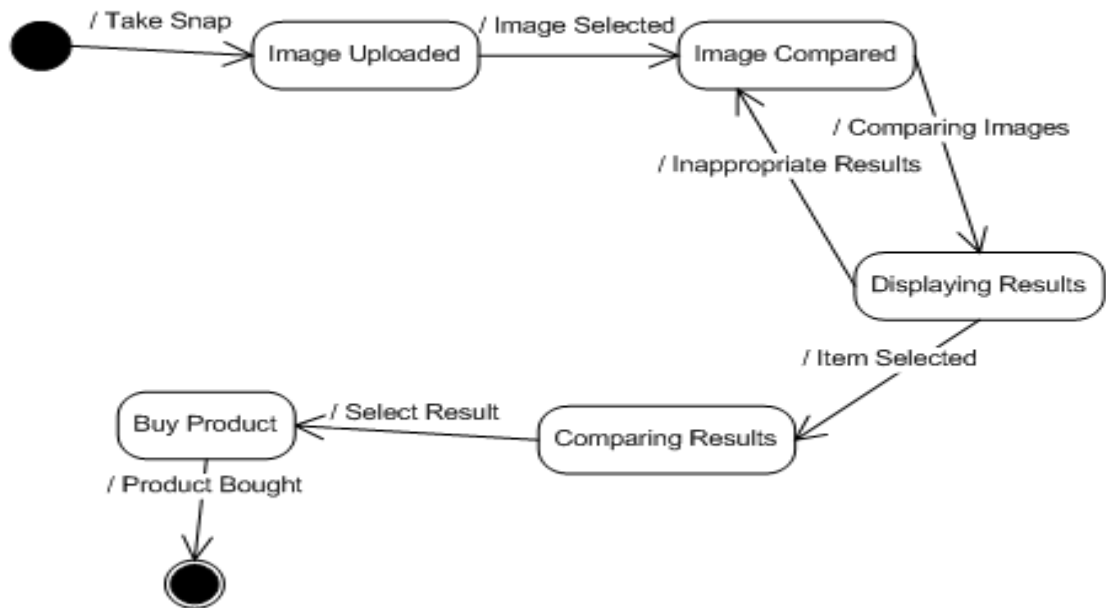 / Take Snap
Image Uploaded
/ Image Selected
Image Compared
/ Comparing Images
/ Inappropriate Results
Displaying Results
/ Item Selected
Comparing Results
/ Select Result
Buy Product
/ Product Bought